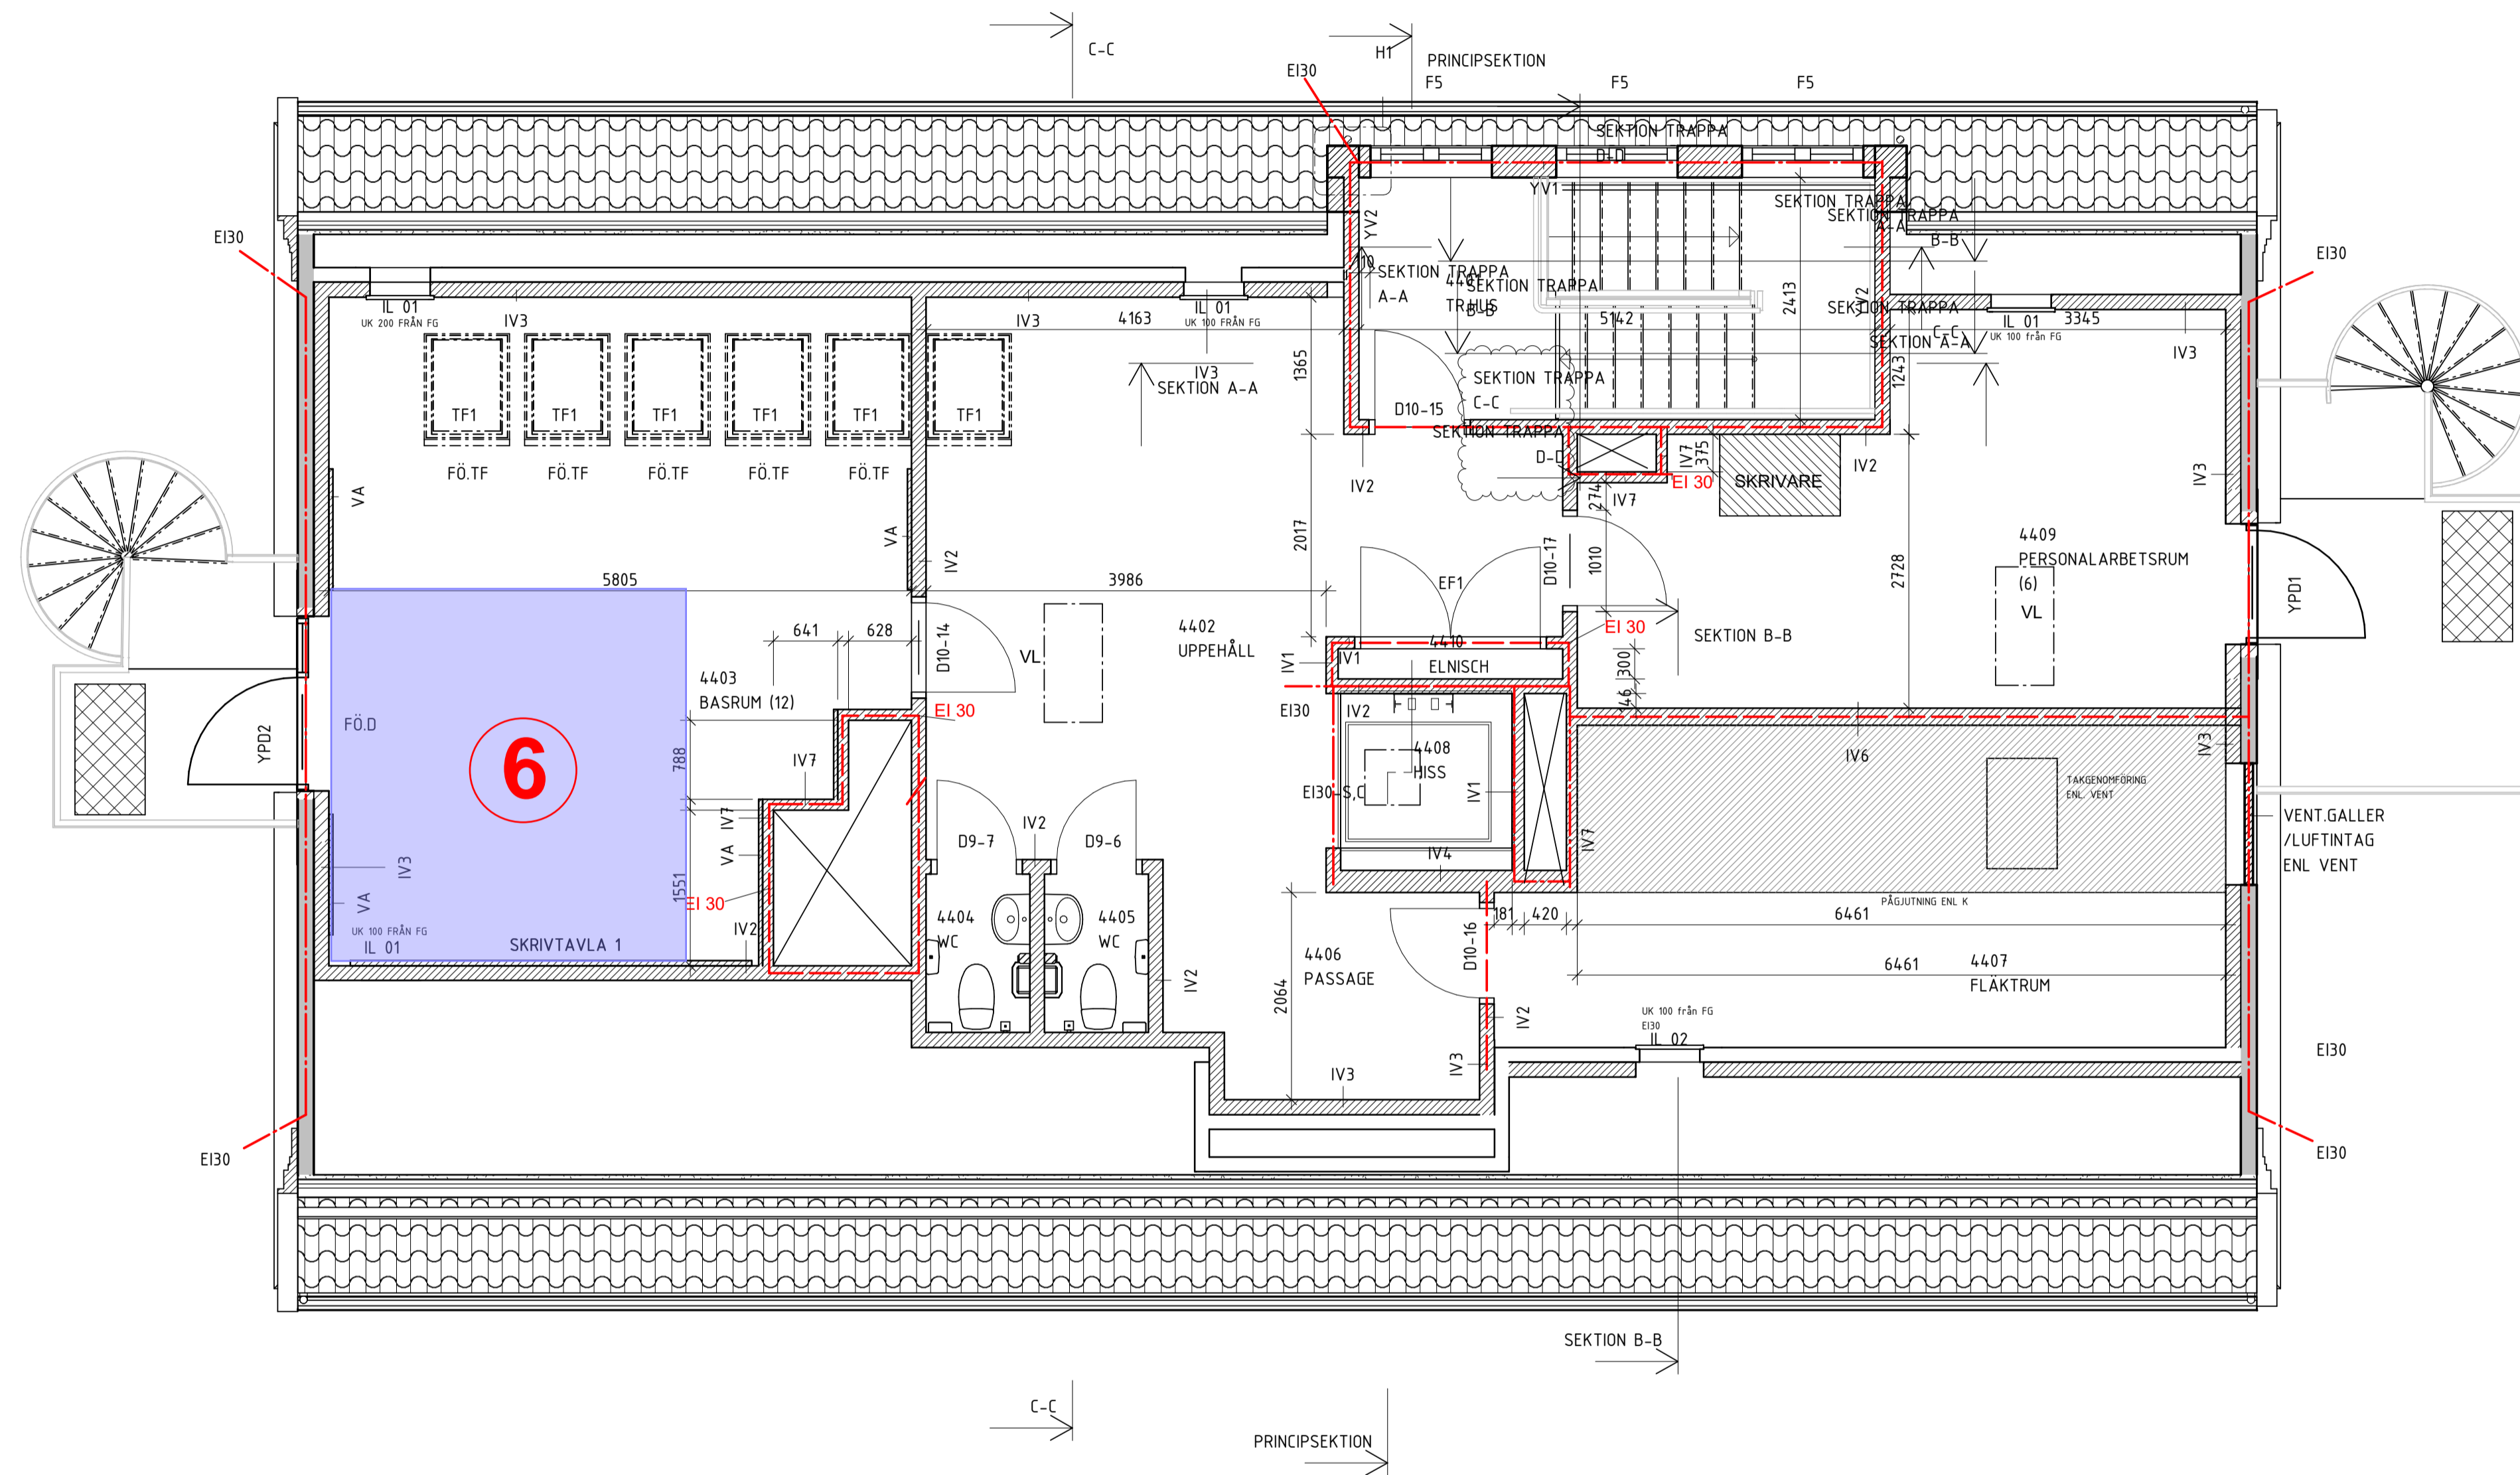 C-C
H1
PRINCIPSEKTION
EI30
F5
F5
F5
SEKTION TRAPPA
D-D
YV1
YV2
SEKTION TRAPPA
A-A
SEKTION TRAPPA
B-B
EI30
EI30
IL 01
UK 200 FRÅN FG
IV3
IV3
4163
IL 01
UK 100 FRÅN FG
IV3
SEKTION A-A
110
SEKTION TRAPPA
A-A
4401
TRHUS
SEKTION TRAPPA
B-B
5142
2413
IV2
SEKTION TRAPPA
C-C
SEKTION A-A
IL 01
UK 100 från FG
3345
IV3
1365
1243
TF1
TF1
TF1
TF1
TF1
TF1
FÖ.TF
FÖ.TF
FÖ.TF
FÖ.TF
FÖ.TF
SEKTION TRAPPA
C-C
D10-15
SEKTION TRAPPA
D-D
IV2
IV7
375
EI 30
IV7
274
SKRIVARE
IV2
IV3
VA
VA
IV2
2017
D10-17
1010
2728
4409
PERSONALARBETSRUM
(6)
VL
YPD1
5805
3986
EF1
641
628
D10-14
VL
4402
UPPEHÅLL
EI 30
SEKTION B-B
4410
ELNISCH
IV1
IV1
300
146
4403
BASRUM (12)
EI 30
EI30
IV2
FÖ.D
YPD2
6
788
IV7
4408
HISS
EI30-S,C
IV1
IV6
IV3
TAKGENOMFÖRING
ENL. VENT
VENT.GALLER
/LUFTINTAG
ENL VENT
IV7
VA
IV3
VA
1551
EI 30
D9-7
IV2
D9-6
IV4
IV7
PÅGJUTNING ENL K
UK 100 FRÅN FG
IL 01
SKRIVTAVLA 1
IV2
4404
WC
4405
WC
IV2
4406
PASSAGE
2064
D10-16
181
420
6461
6461
4407
FLÄKTRUM
UK 100 från FG
EI30
IL 02
IV2
IV3
IV3
EI30
EI30
EI30
SEKTION B-B
C-C
PRINCIPSEKTION